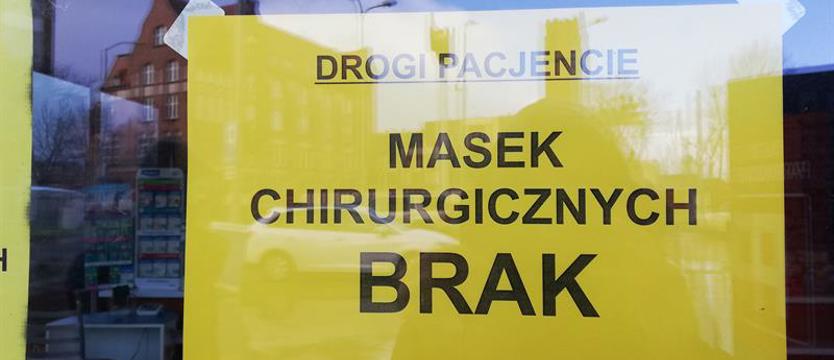 DROGI PACJENCIE
MASEK
CHIRURGICZNYCH
BRAK
H